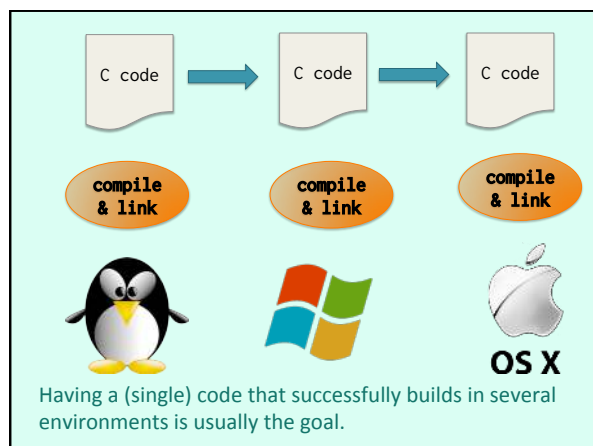 C code
C code
C code
compile
& link
compile
& link
compile
& link
OS X
Having a (single) code that successfully builds in several
environments is usually the goal.